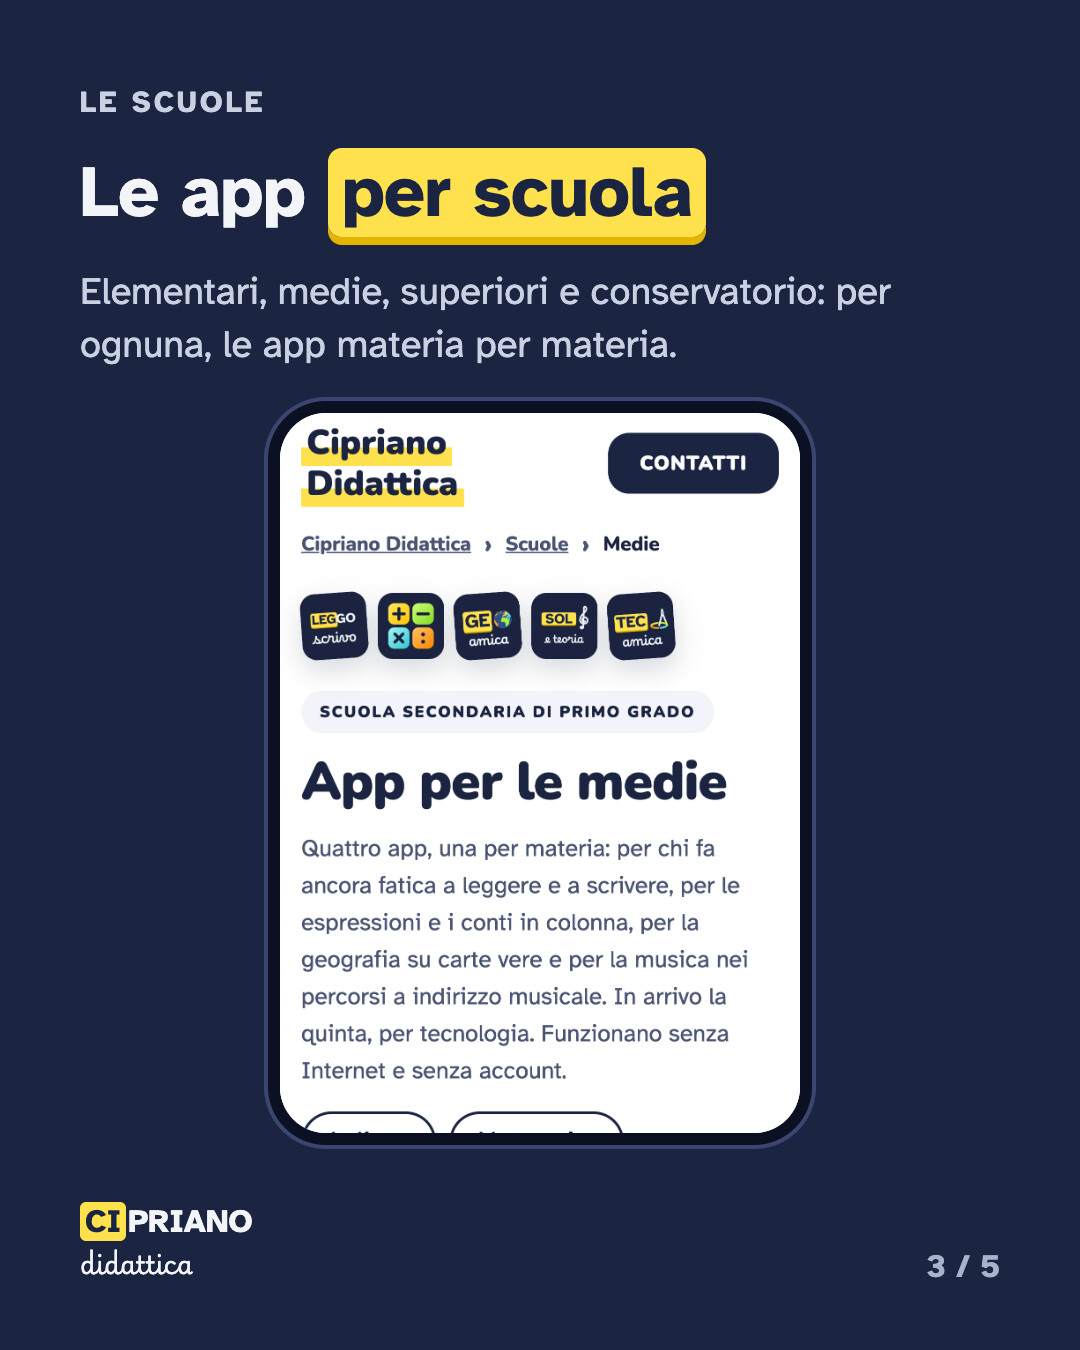 LE SCUOLE
Le app per scuola
Elementari, medie, superiori e conservatorio: per
ognuna, le app materia per materia.
Cipriano
Didattica
CONTATTI
Cipriano Didattica › Scuole › Medie
LEGGO
scrivo
+ −
× :
GE
amica
SOL
e teoria
TEC
amica
SCUOLA SECONDARIA DI PRIMO GRADO
App per le medie
Quattro app, una per materia: per chi fa
ancora fatica a leggere e a scrivere, per le
espressioni e i conti in colonna, per la
geografia su carte vere e per la musica nei
percorsi a indirizzo musicale. In arrivo la
quinta, per tecnologia. Funzionano senza
Internet e senza account.
CIPRIANO
didattica
3 / 5